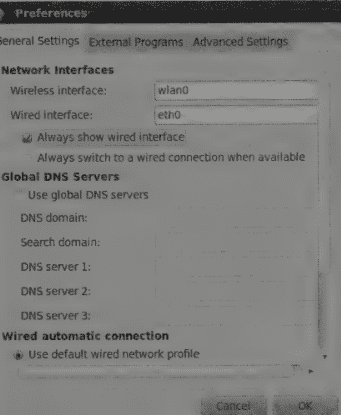 Preferences
General Settings External Programs Advanced Settings
Network Interfaces
Wireless interface: wlan0
Wired interface: eth0
Always show wired interface
Always switch to a wired connection when available
Global DNS Servers
Use global DNS servers
DNS domain:
Search domain:
DNS server 1:
DNS server 2:
DNS server 3:
Wired automatic connection
Use default wired network profile
Cancel OK